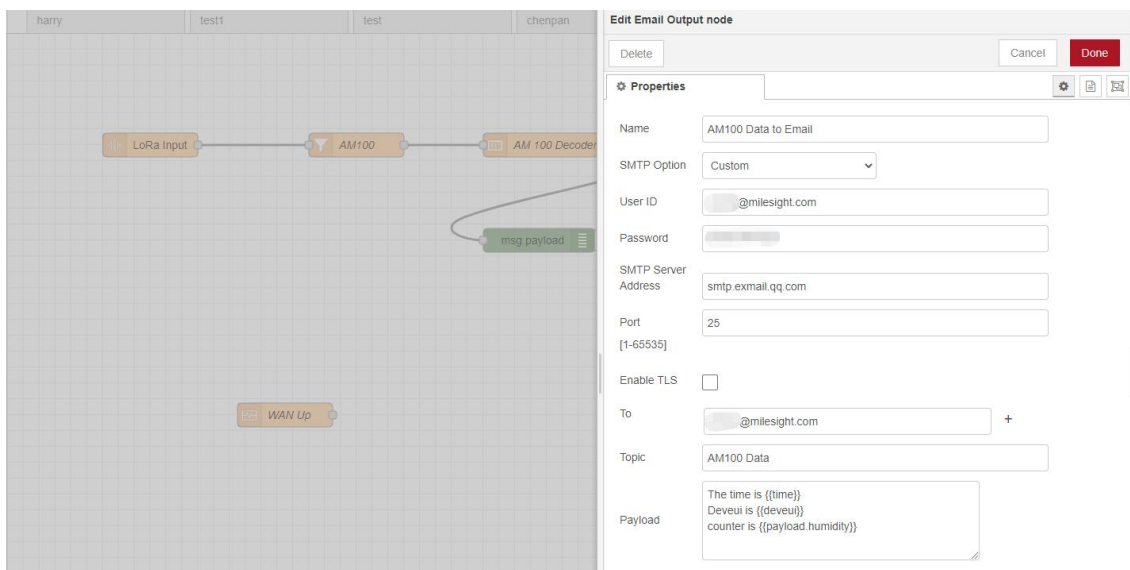 harry
test1
test
chenpan
LoRa Input
AM100
AM 100 Decoder
msg.payload
WAN Up
Edit Email Output node
Delete
Cancel
Done
Properties
Name
AM100 Data to Email
SMTP Option
Custom
User ID
@milesight.com
Password
SMTP Server
Address
smtp.exmail.qq.com
Port
25
[1-65535]
Enable TLS
To
@milesight.com
+
Topic
AM100 Data
Payload
The time is {{time}}
Deveui is {{deveui}}
counter is {{payload.humidity}}